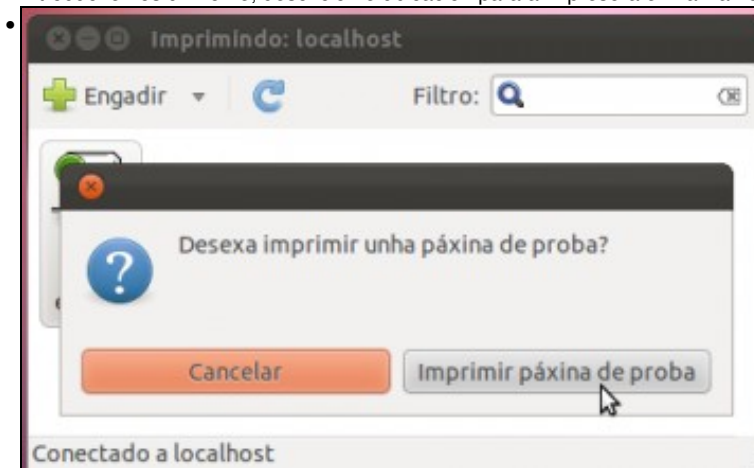 Imprimindo: localhost
Engadir Filtro:
Desexa imprimir unha páxina de proba?
Cancelar Imprimir páxina de proba
Conectado a localhost